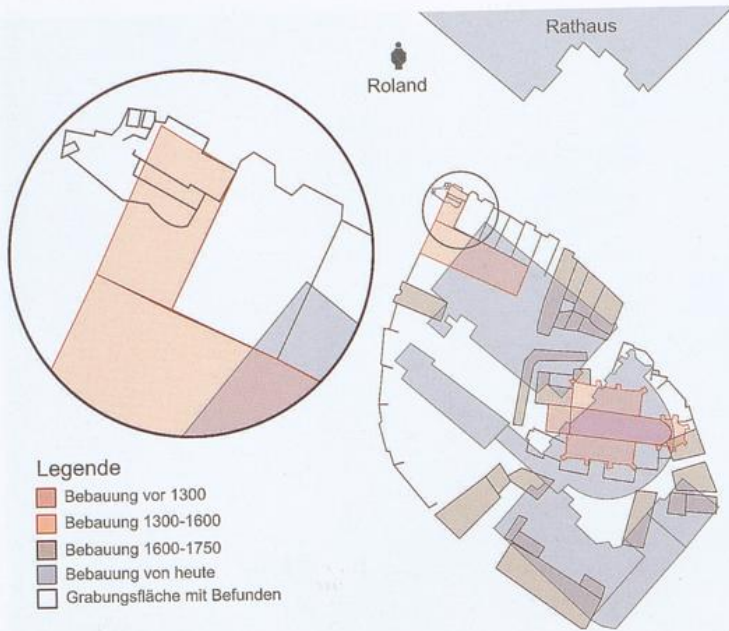 Rathaus
Roland
Legende
Bebauung vor 1300
Bebauung 1300-1600
Bebauung 1600-1750
Bebauung von heute
Grabungsfläche mit Befunden